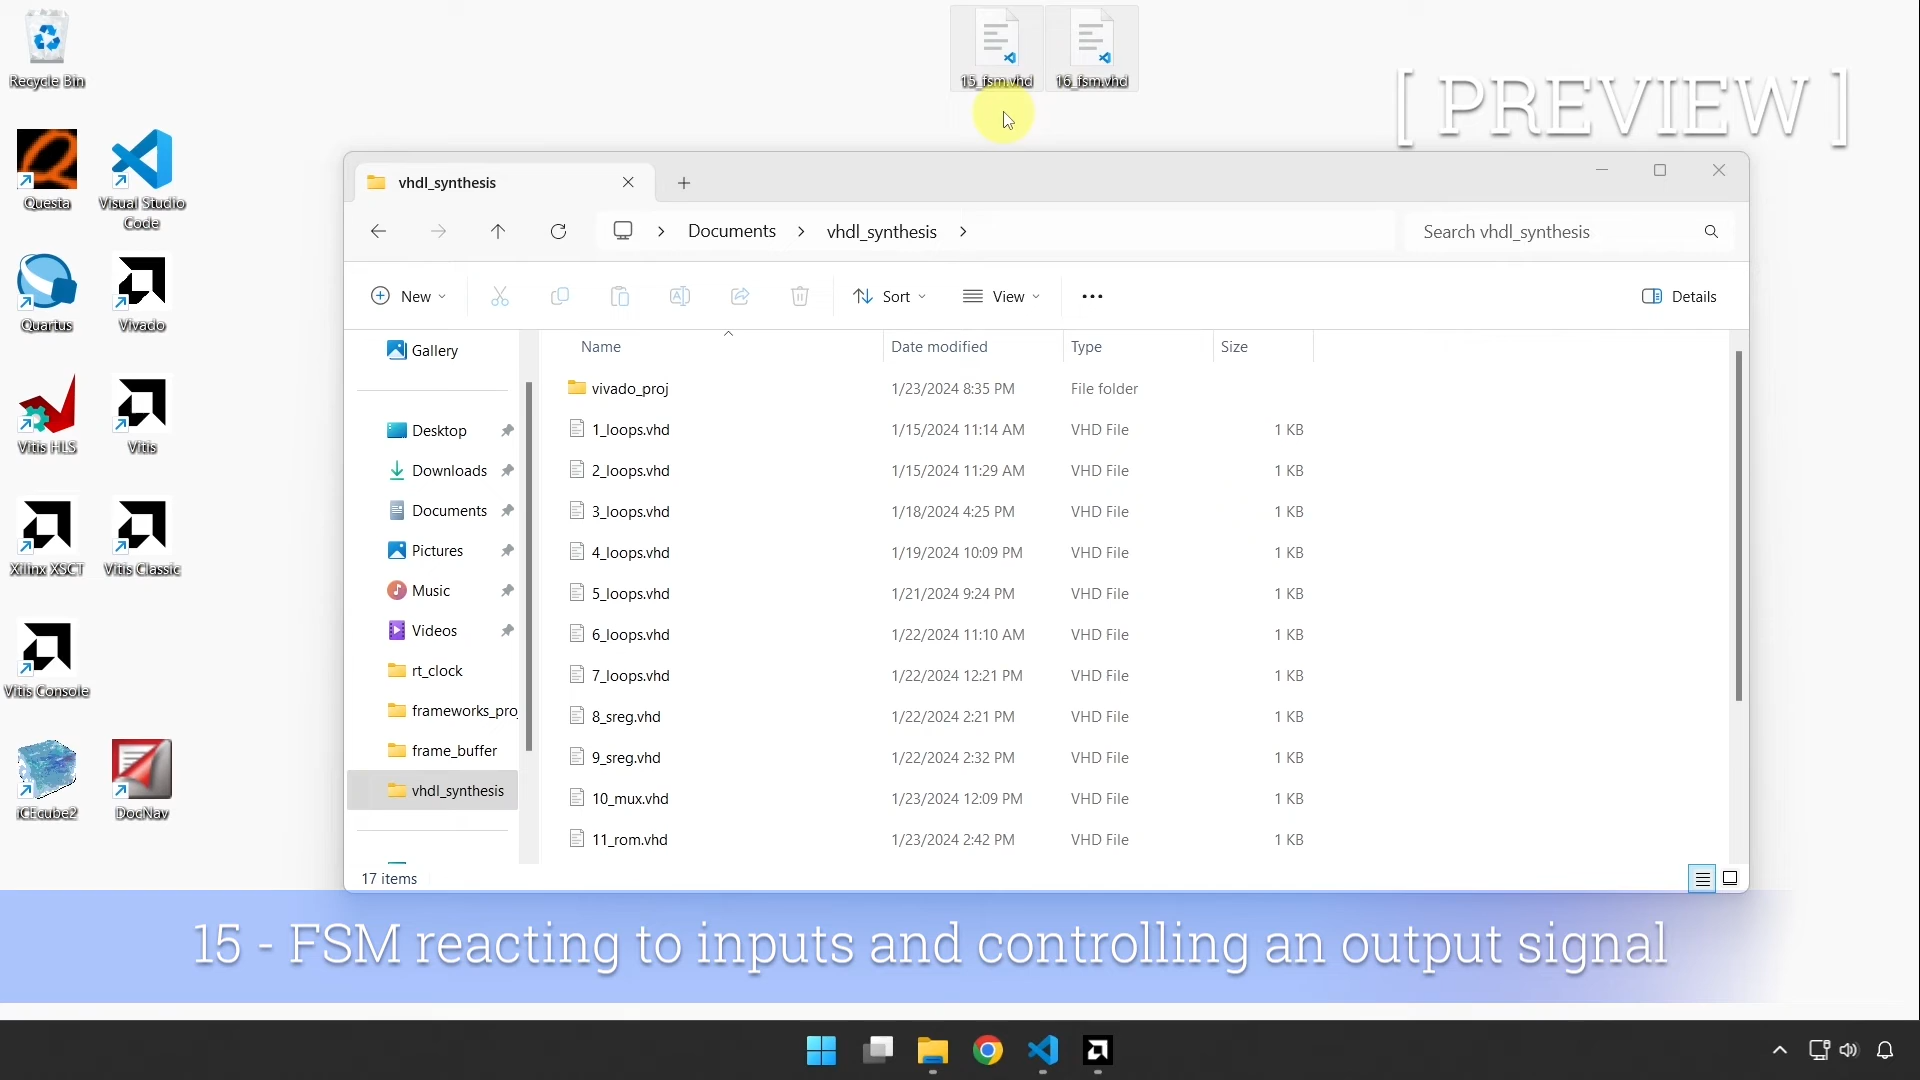 Recycle Bin
15_fsm.vhd
16_fsm.vhd
[ PREVIEW ]
Questa
Visual Studio
Code
Quartus
Vivado
Vitis HLS
Vitis
Xilinx XSCT
Vitis Classic
Vitis Console
iCEcube2
DocNav
vhdl_synthesis
Documents
vhdl_synthesis
Search vhdl_synthesis
New
Sort
View
Details
Gallery
Desktop
Downloads
Documents
Pictures
Music
Videos
rt_clock
frameworks_proj
frame_buffer
vhdl_synthesis
Name Date modified Type Size
vivado_proj 1/23/2024 8:35 PM File folder
1_loops.vhd 1/15/2024 11:14 AM VHD File 1 KB
2_loops.vhd 1/15/2024 11:29 AM VHD File 1 KB
3_loops.vhd 1/18/2024 4:25 PM VHD File 1 KB
4_loops.vhd 1/19/2024 10:09 PM VHD File 1 KB
5_loops.vhd 1/21/2024 9:24 PM VHD File 1 KB
6_loops.vhd 1/22/2024 11:10 AM VHD File 1 KB
7_loops.vhd 1/22/2024 12:21 PM VHD File 1 KB
8_sreg.vhd 1/22/2024 2:21 PM VHD File 1 KB
9_sreg.vhd 1/22/2024 2:32 PM VHD File 1 KB
10_mux.vhd 1/23/2024 12:09 PM VHD File 1 KB
11_rom.vhd 1/23/2024 2:42 PM VHD File 1 KB
17 items
15 - FSM reacting to inputs and controlling an output signal